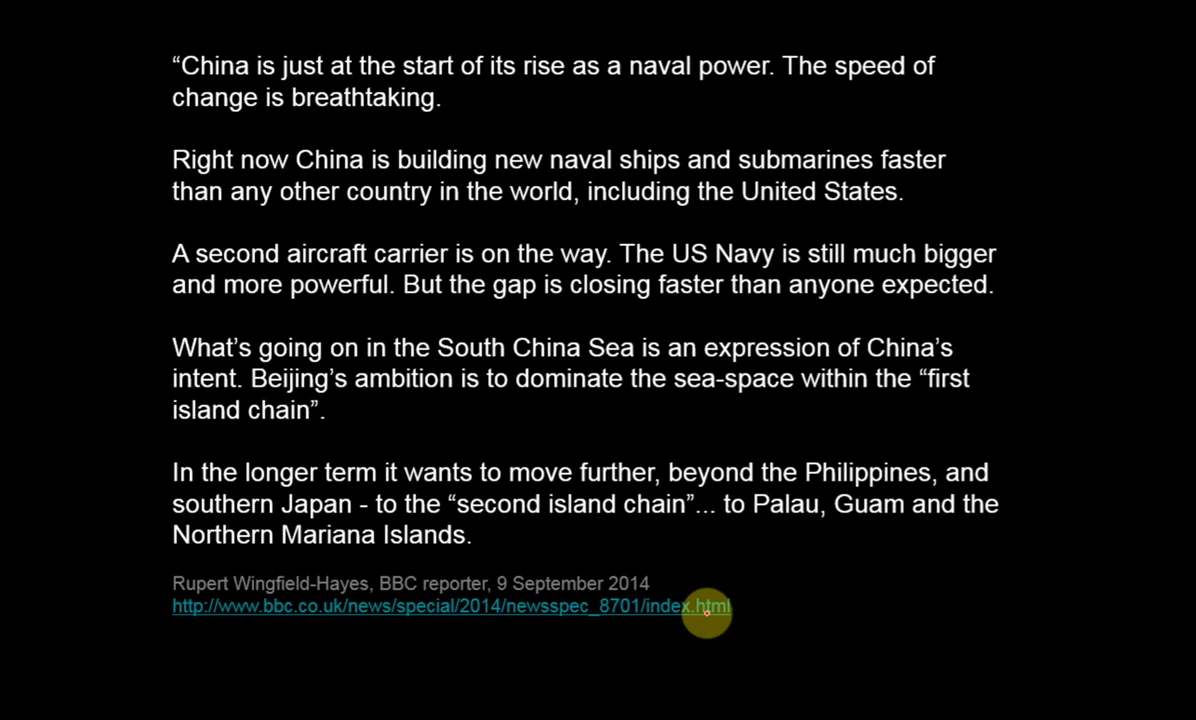 “China is just at the start of its rise as a naval power. The speed of
change is breathtaking.
Right now China is building new naval ships and submarines faster
than any other country in the world, including the United States.
A second aircraft carrier is on the way. The US Navy is still much bigger
and more powerful. But the gap is closing faster than anyone expected.
What’s going on in the South China Sea is an expression of China’s
intent. Beijing’s ambition is to dominate the sea-space within the “first
island chain”.
In the longer term it wants to move further, beyond the Philippines, and
southern Japan - to the “second island chain”... to Palau, Guam and the
Northern Mariana Islands.
Rupert Wingfield-Hayes, BBC reporter, 9 September 2014
http://www.bbc.co.uk/news/special/2014/newsspec_8701/index.html